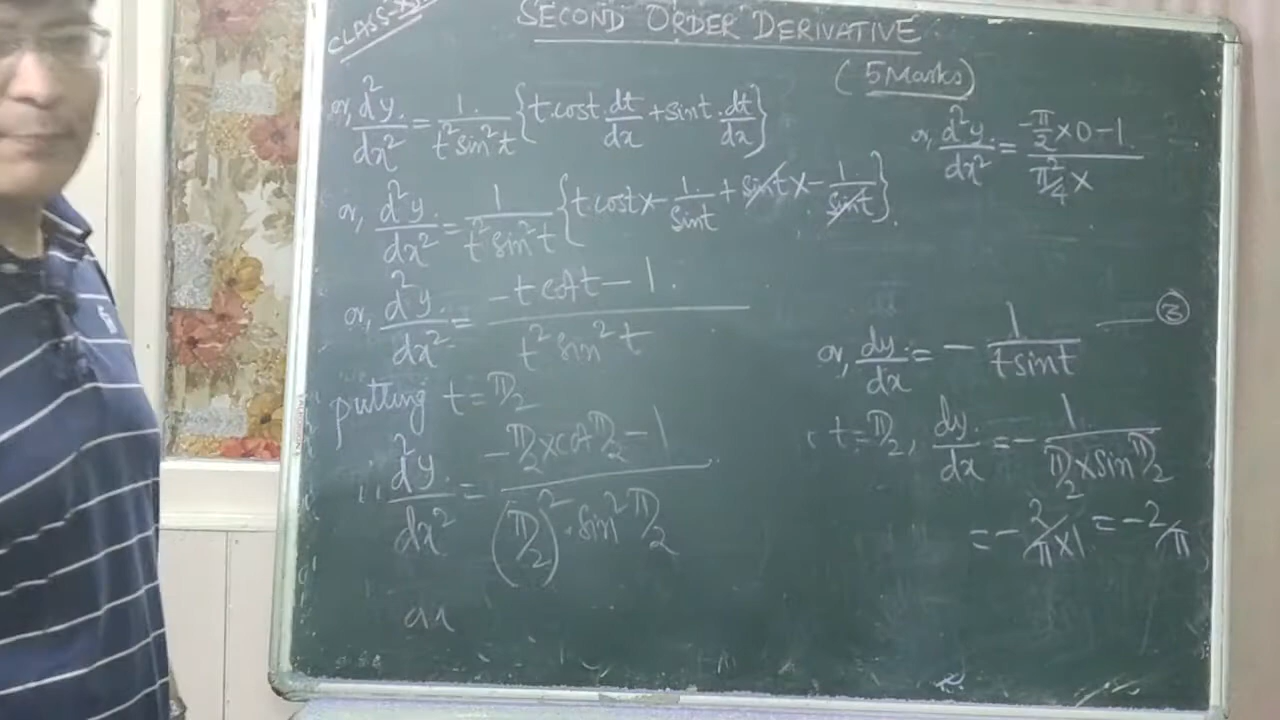 CLASS-XII
SECOND ORDER DERIVATIVE
(5 Marks)
or, d²y/dx² = 1/(t² sin² t) {t cost . dt/dx + sint . dt/dx}
or, d²y/dx² = 1/(t² sin² t) {t cost × - 1/sint + sint × - 1/sint}.
or, d²y/dx² = (-t cot t - 1)/(t² sin² t)
putting t = π/2
∴ d²y/dx² = (-π/2 × cot π/2 - 1)/((π/2)² · sin² π/2)
or, d²y/dx² = (-π/2 × 0 - 1)/(π²/4 ×
③
or, dy/dx = - 1/(t sint)
t = π/2, dy/dx = - 1/(π/2 × sin π/2)
= - 2/(π×1) = -2/π